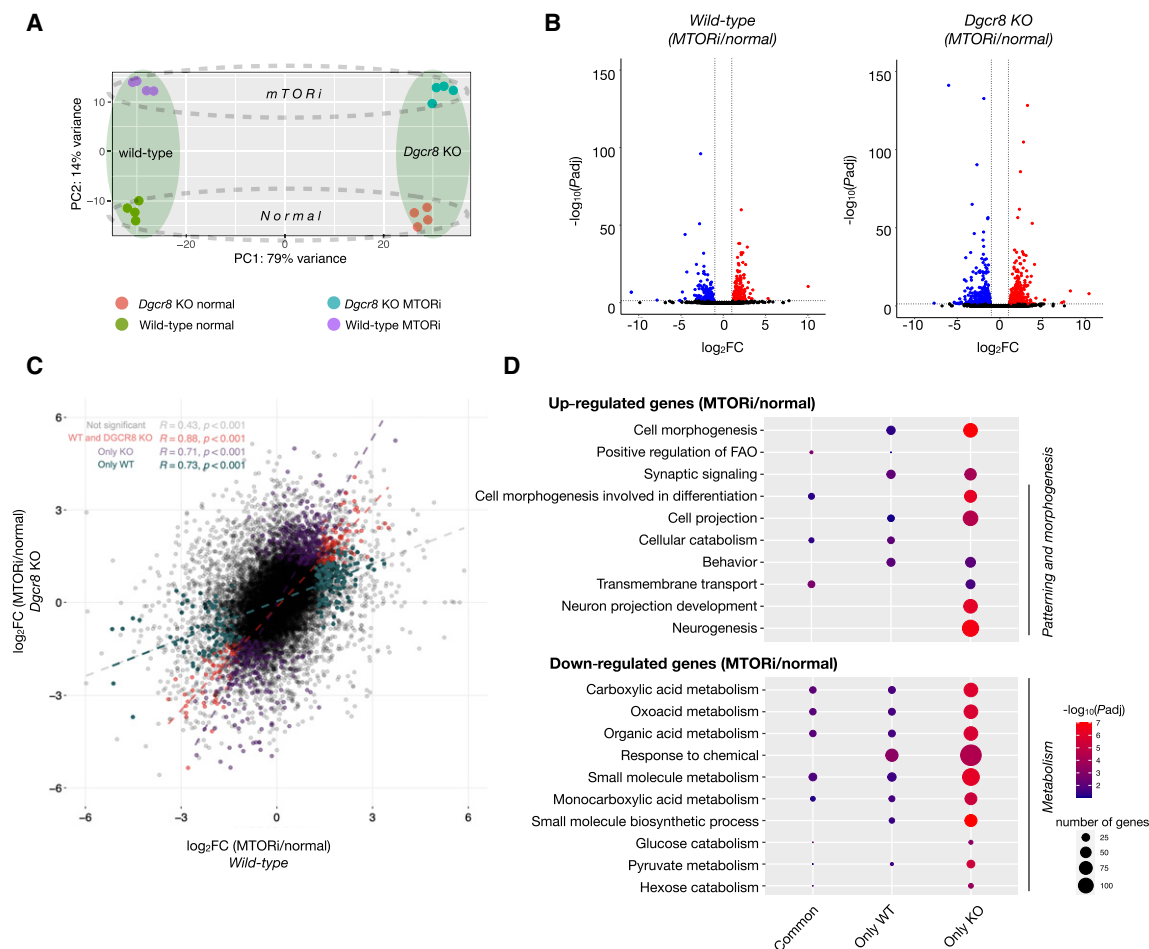 A
mTORi
wild-type
Dgcr8 KO
Normal
PC2: 14% variance
10
0
−10
−20
0
20
PC1: 79% variance
Dgcr8 KO normal
Wild-type normal
Dgcr8 KO MTORi
Wild-type MTORi
B
Wild-type
(MTORi/normal)
-log10(Padj)
150
100
50
0
-10
-5
0
5
10
log2FC
Dgcr8 KO
(MTORi/normal)
-log10(Padj)
150
100
50
0
-10
-5
0
5
10
log2FC
C
Not significant R = 0.43, p < 0.001
WT and DGCR8 KO R = 0.88, p < 0.001
Only KO R = 0.71, p < 0.001
Only WT R = 0.73, p < 0.001
log2FC (MTORi/normal)
Dgcr8 KO
6
3
0
−3
−6
−6
−3
0
3
6
log2FC (MTORi/normal)
Wild-type
D
Up-regulated genes (MTORi/normal)
Cell morphogenesis
Positive regulation of FAO
Synaptic signaling
Cell morphogenesis involved in differentiation
Cell projection
Cellular catabolism
Behavior
Transmembrane transport
Neuron projection development
Neurogenesis
Patterning and morphogenesis
Down-regulated genes (MTORi/normal)
Carboxylic acid metabolism
Oxoacid metabolism
Organic acid metabolism
Response to chemical
Small molecule metabolism
Monocarboxylic acid metabolism
Small molecule biosynthetic process
Glucose catabolism
Pyruvate metabolism
Hexose catabolism
Metabolism
Common
Only WT
Only KO
-log10(Padj)
7
6
5
4
3
2
number of genes
25
50
75
100